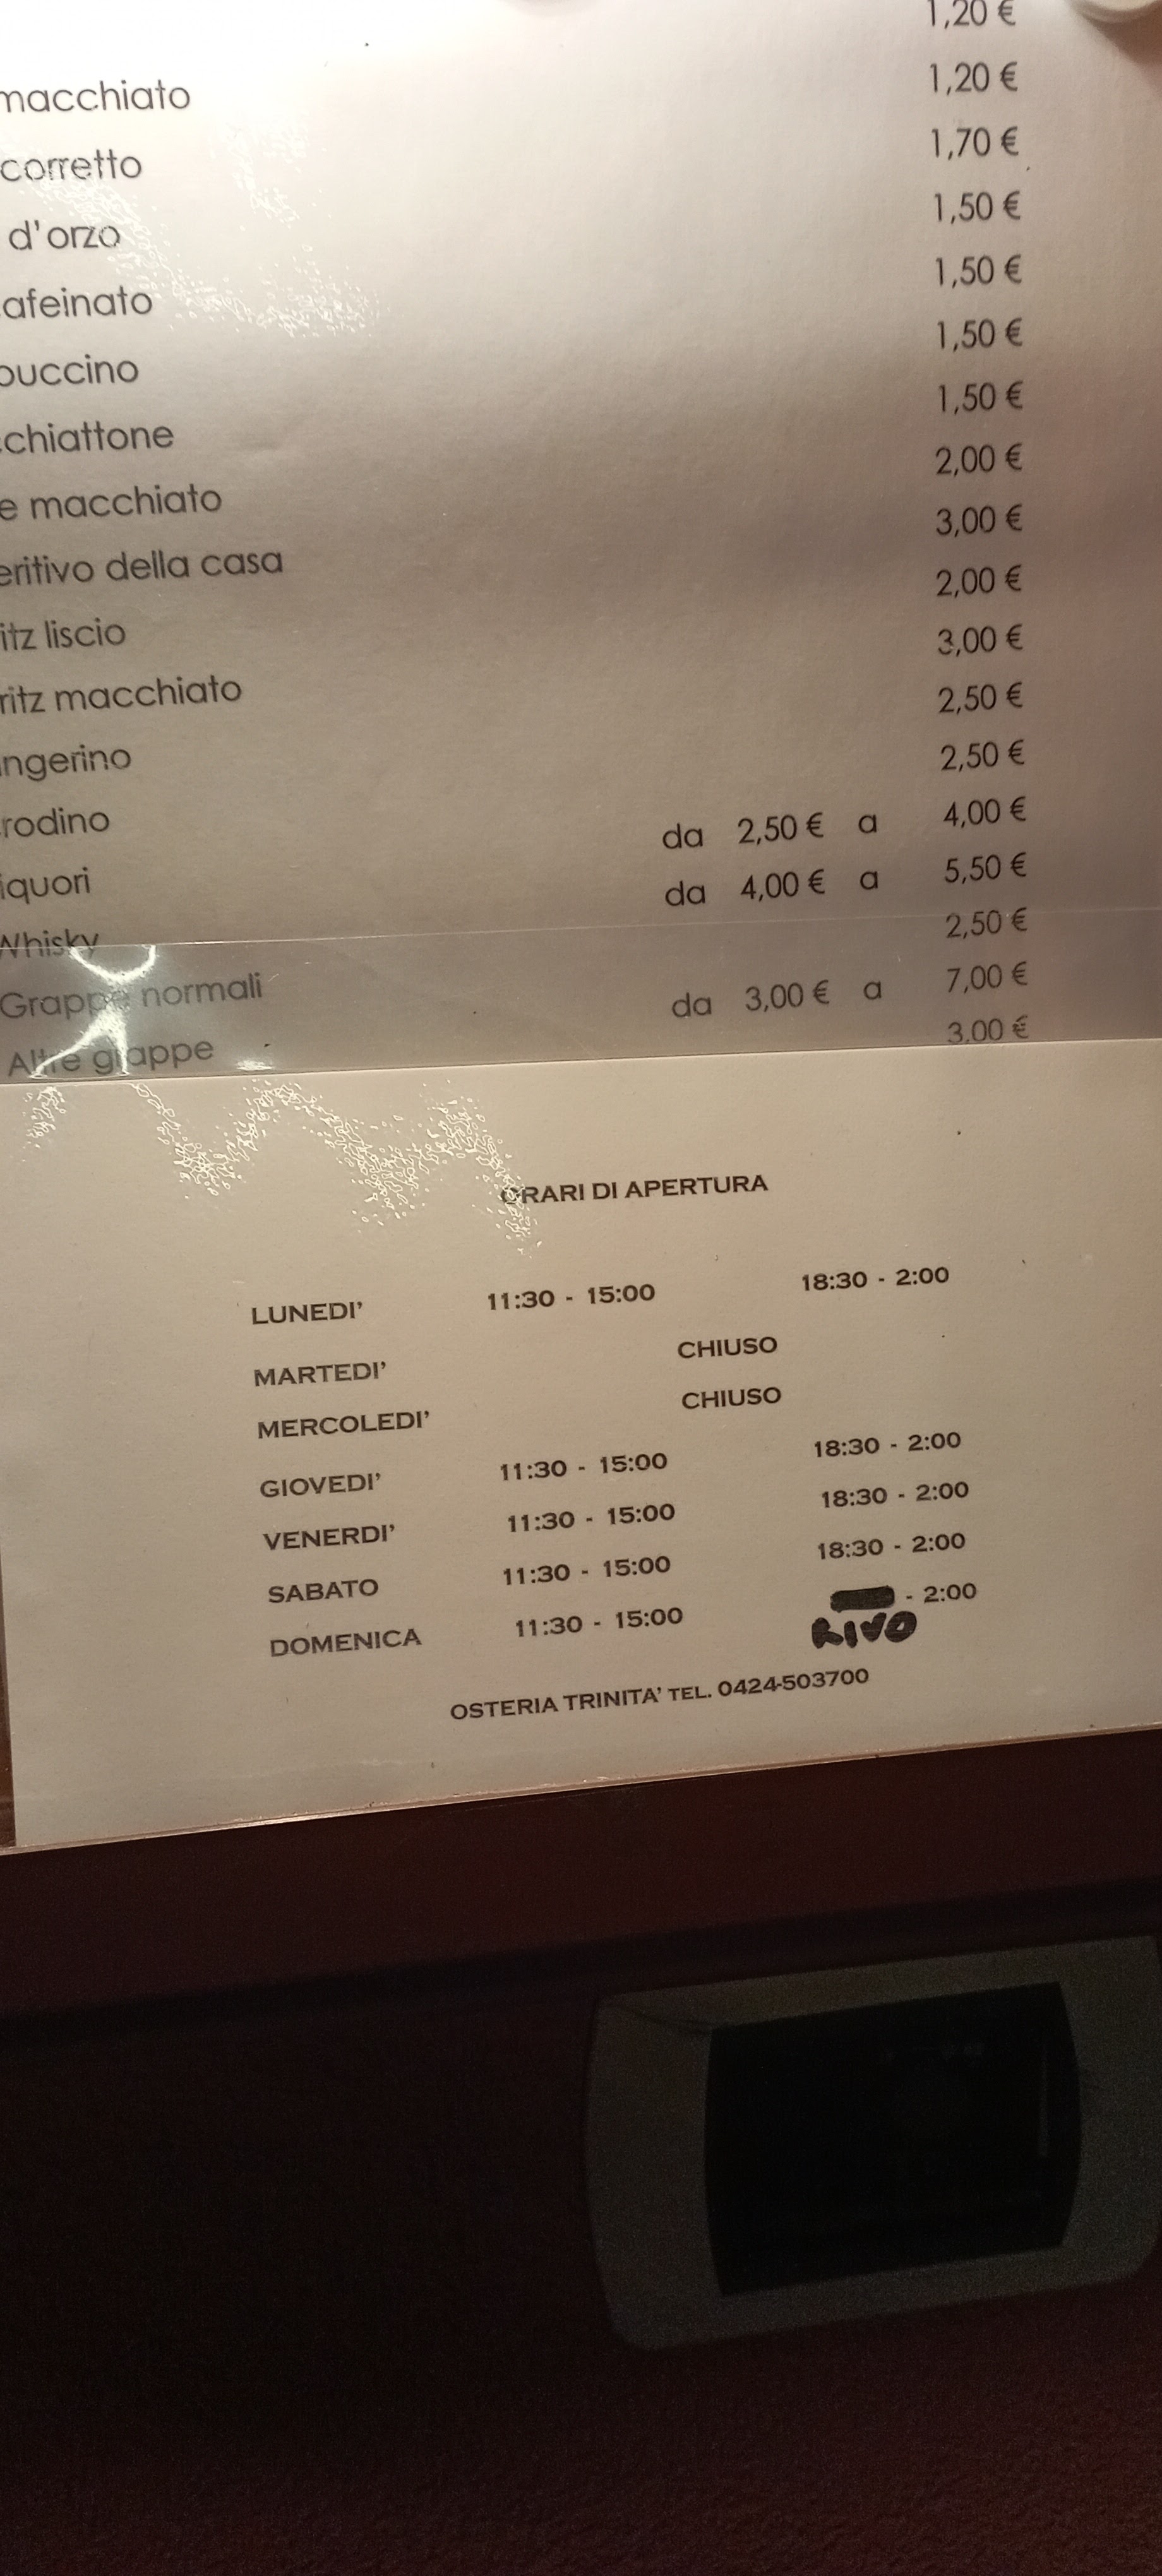 1,20 €
macchiato 1,20 €
corretto 1,70 €
d'orzo 1,50 €
afeinato 1,50 €
puccino 1,50 €
chiattone 1,50 €
e macchiato 2,00 €
eritivo della casa 3,00 €
itz liscio 2,00 €
ritz macchiato 3,00 €
ngerino 2,50 €
rodino 2,50 €
iquori da 2,50 € a 4,00 €
Whisky da 4,00 € a 5,50 €
Grappe normali 2,50 €
Altre grappe da 3,00 € a 7,00 €
3,00 €
ORARI DI APERTURA
LUNEDI' 11:30 - 15:00 18:30 - 2:00
MARTEDI' CHIUSO
MERCOLEDI' CHIUSO
GIOVEDI' 11:30 - 15:00 18:30 - 2:00
VENERDI' 11:30 - 15:00 18:30 - 2:00
SABATO 11:30 - 15:00 18:30 - 2:00
DOMENICA 11:30 - 15:00 - 2:00
RIVO
OSTERIA TRINITA' TEL. 0424-503700